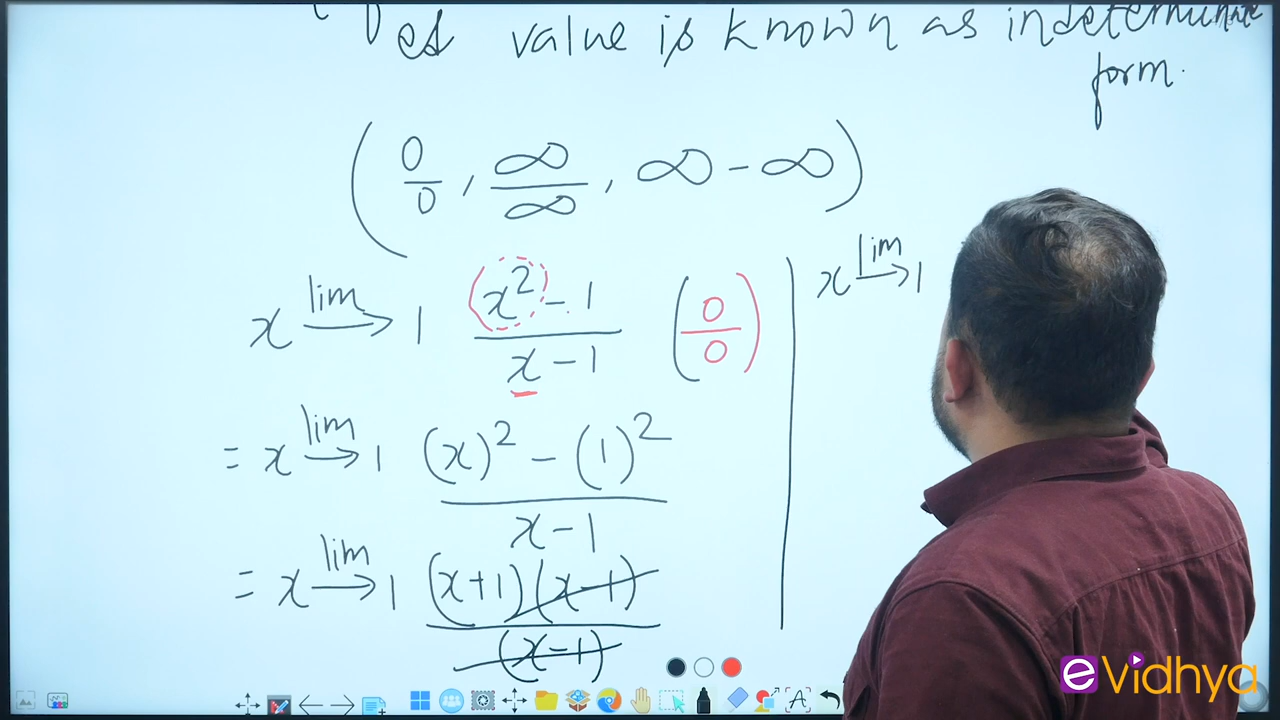 es value is known as indeterminate
form.
(0/0, ∞/∞, ∞ - ∞)
x lim→ 1 x² - 1 / x - 1 (0/0)
= x lim→ 1 (x)² - (1)² / x - 1
= x lim→ 1 (x+1)(x-1) / (x-1)
x lim→ 1
eVidhya